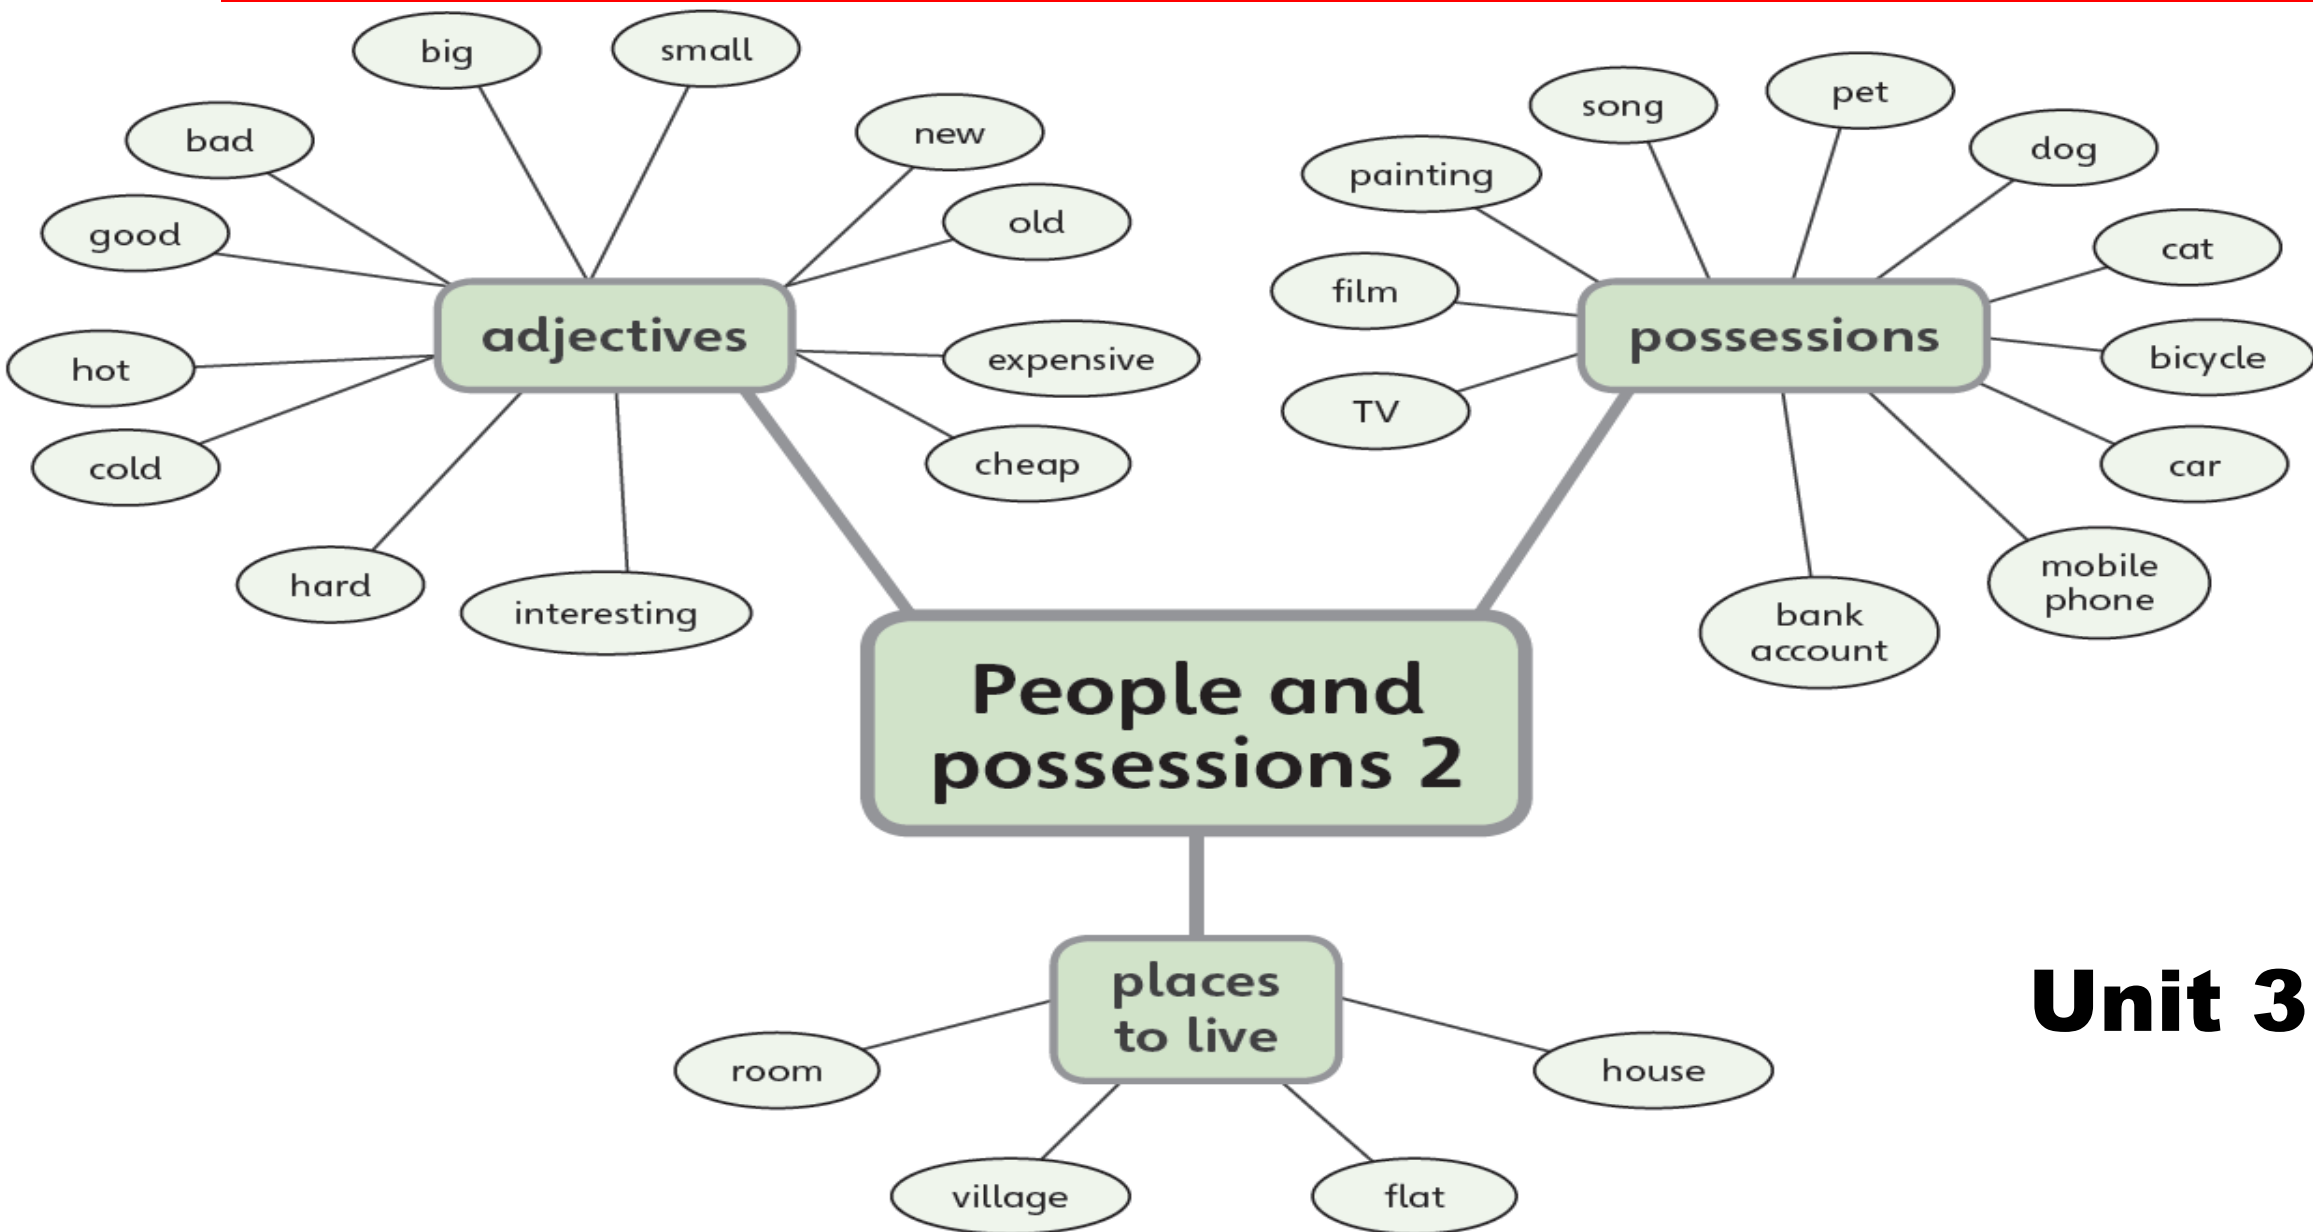 big
small
bad
new
good
old
adjectives
hot
expensive
cold
cheap
hard
interesting
song
pet
painting
dog
film
cat
possessions
TV
bicycle
car
mobile
phone
bank
account
People and
possessions 2
places
to live
room
house
village
flat
Unit 3